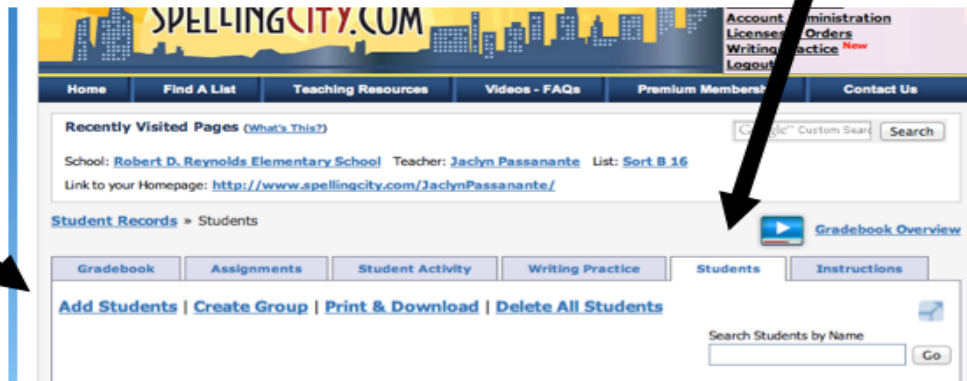 SPELLINGCITY.COM
Account
Licenses Orders
Writing Practice New
Logout
Home Find A List Teaching Resources Videos - FAQs Premium Contact Us
Recently Visited Pages (What's This?)
Custom Search
School: Robert D. Reynolds Elementary School Teacher: Jaclyn Passanante List: Sort B 16
Link to your Homepage: http://www.spellingcity.com/JaclynPassanante/
Student Records » Students
Gradebook Overview
Gradebook Assignments Student Activity Writing Practice Students Instructions
Add Students | Create Group | Print & Download | Delete All Students
Search Students by Name
Go